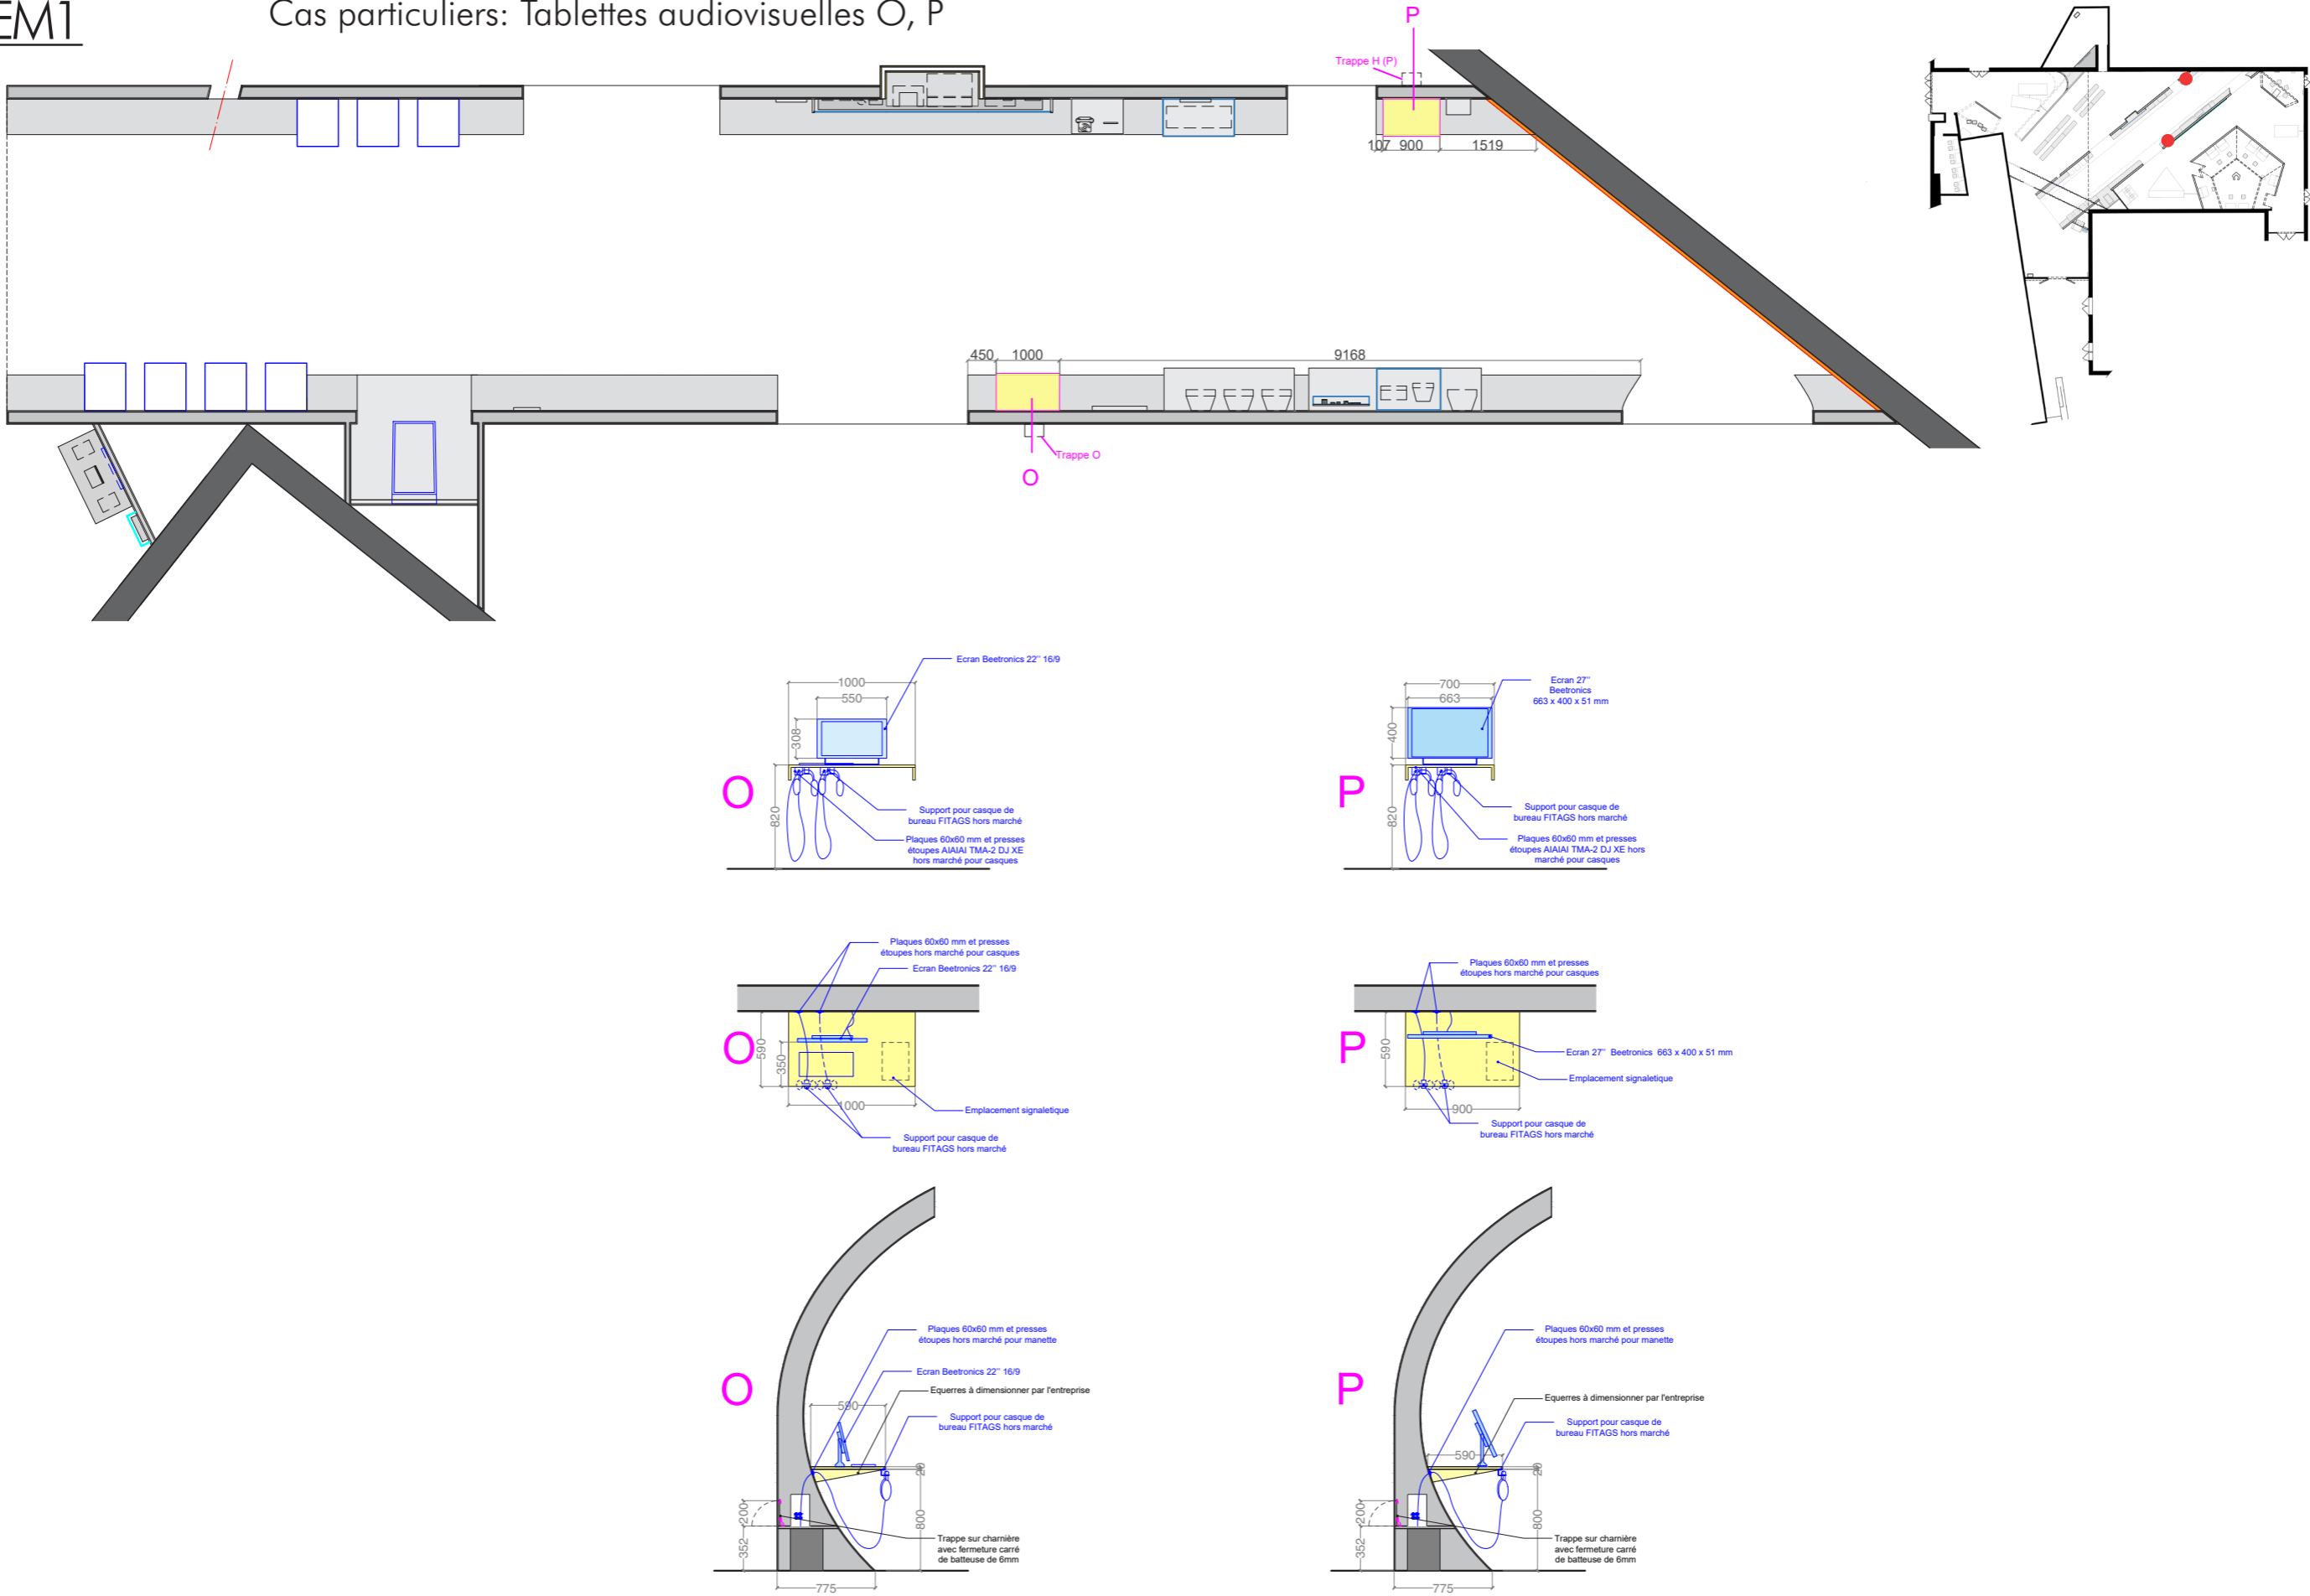 EM1
Cas particuliers: Tablettes audiovisuelles O, P
P
Trappe H (P)
107 900 1519
450 1000 9168
Trappe O
O
Ecran Beetronics 22'' 16/9
1000
550
308
O
820
Support pour casque de
bureau FITAGS hors marché
Plaques 60x60 mm et presses
étoupes AIAIAI TMA-2 DJ XE
hors marché pour casques
Ecran 27''
Beetronics
663 x 400 x 51 mm
700
663
400
P
820
Support pour casque de
bureau FITAGS hors marché
Plaques 60x60 mm et presses
étoupes AIAIAI TMA-2 DJ XE hors
marché pour casques
Plaques 60x60 mm et presses
étoupes hors marché pour casques
Ecran Beetronics 22'' 16/9
O
590
350
1000
Emplacement signaletique
Support pour casque de
bureau FITAGS hors marché
Plaques 60x60 mm et presses
étoupes hors marché pour casques
P
590
Ecran 27'' Beetronics 663 x 400 x 51 mm
Emplacement signaletique
900
Support pour casque de
bureau FITAGS hors marché
Plaques 60x60 mm et presses
étoupes hors marché pour manette
Ecran Beetronics 22'' 16/9
O
Equerres à dimensionner par l'entreprise
590
Support pour casque de
bureau FITAGS hors marché
20
200
800
352
Trappe sur charnière
avec fermeture carré
de batteuse de 6mm
775
Plaques 60x60 mm et presses
étoupes hors marché pour manette
P
Equerres à dimensionner par l'entreprise
Support pour casque de
bureau FITAGS hors marché
590
20
200
800
352
Trappe sur charnière
avec fermeture carré
de batteuse de 6mm
775